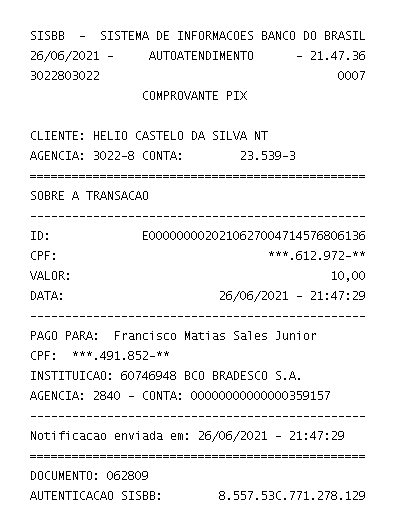 SISBB - SISTEMA DE INFORMACOES BANCO DO BRASIL
26/06/2021 - AUTOATENDIMENTO - 21.47.36
3022803022 0007
COMPROVANTE PIX
CLIENTE: HELIO CASTELO DA SILVA NT
AGENCIA: 3022-8 CONTA: 23.539-3
================================================
SOBRE A TRANSACAO
------------------------------------------------
ID: E00000000202106270047145768​06136
CPF: ***.612.972-**
VALOR: 10,00
DATA: 26/06/2021 - 21:47:29
------------------------------------------------
PAGO PARA: Francisco Matias Sales Junior
CPF: ***.491.852-**
INSTITUICAO: 60746948 BCO BRADESCO S.A.
AGENCIA: 2840 - CONTA: 00000000000000359157
------------------------------------------------
Notificacao enviada em: 26/06/2021 - 21:47:29
================================================
DOCUMENTO: 062809
AUTENTICACAO SISBB: 8.557.53C.771.278.129